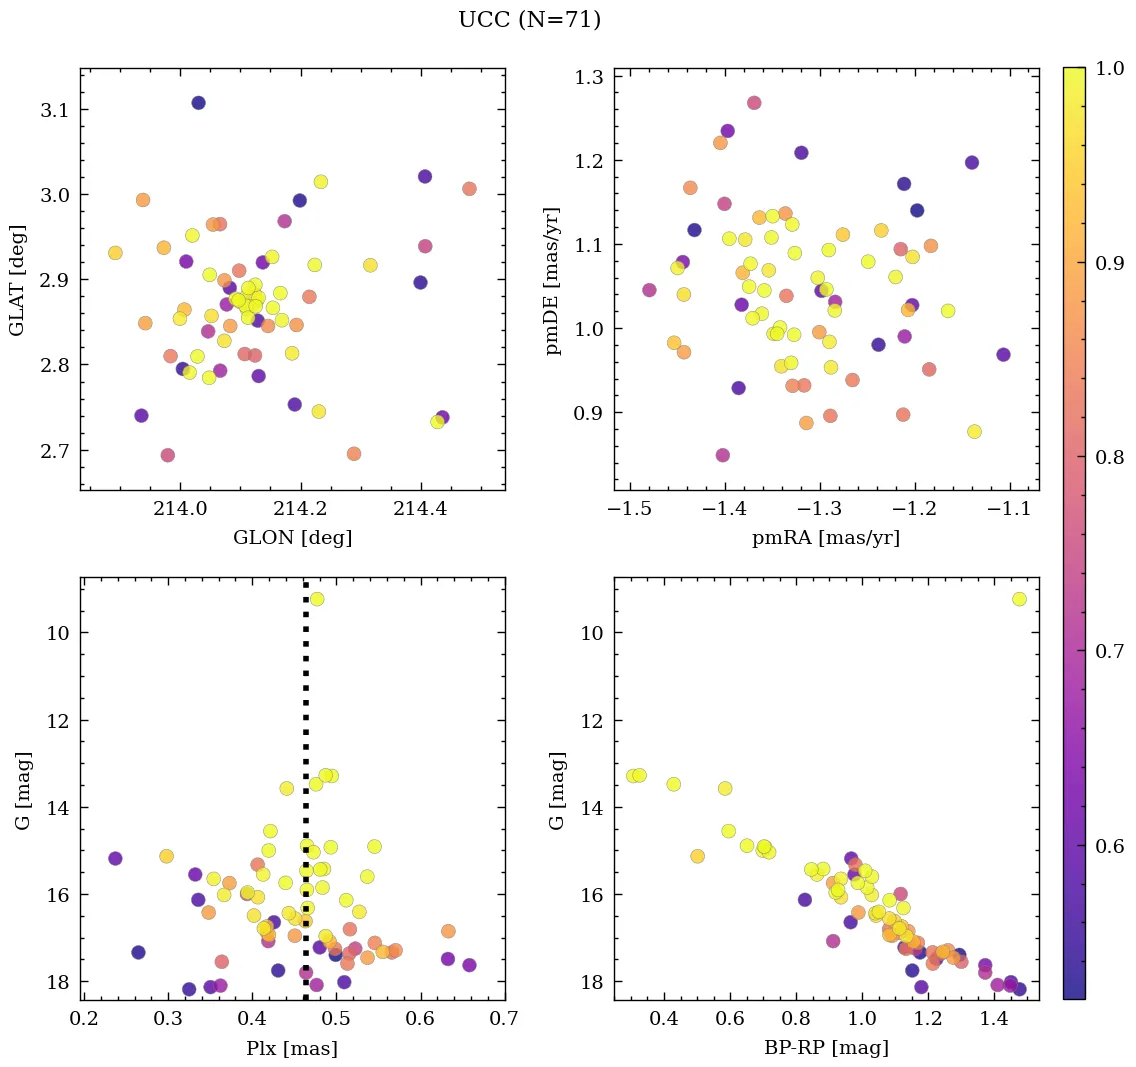 UCC (N=71)
3.1
3.0
2.9
2.8
2.7
GLAT [deg]
214.0 214.2 214.4
GLON [deg]
1.3
1.2
1.1
1.0
0.9
pmDE [mas/yr]
−1.5 −1.4 −1.3 −1.2 −1.1
pmRA [mas/yr]
10
12
14
16
18
G [mag]
0.2 0.3 0.4 0.5 0.6 0.7
Plx [mas]
10
12
14
16
18
G [mag]
0.4 0.6 0.8 1.0 1.2 1.4
BP-RP [mag]
1.0
0.9
0.8
0.7
0.6